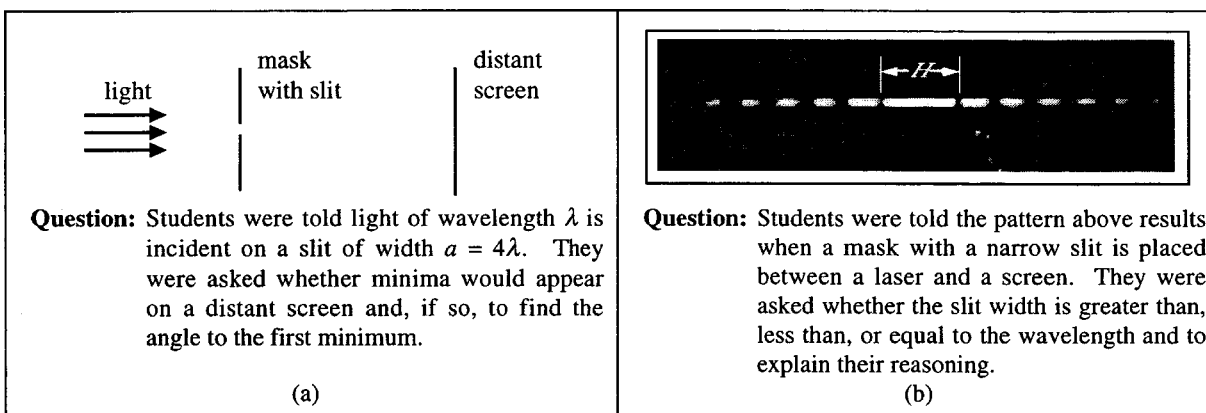 light
mask
with slit
distant
screen
Question: Students were told light of wavelength λ is
incident on a slit of width a = 4λ. They
were asked whether minima would appear
on a distant screen and, if so, to find the
angle to the first minimum.
(a)
H
Question: Students were told the pattern above results
when a mask with a narrow slit is placed
between a laser and a screen. They were
asked whether the slit width is greater than,
less than, or equal to the wavelength and to
explain their reasoning.
(b)